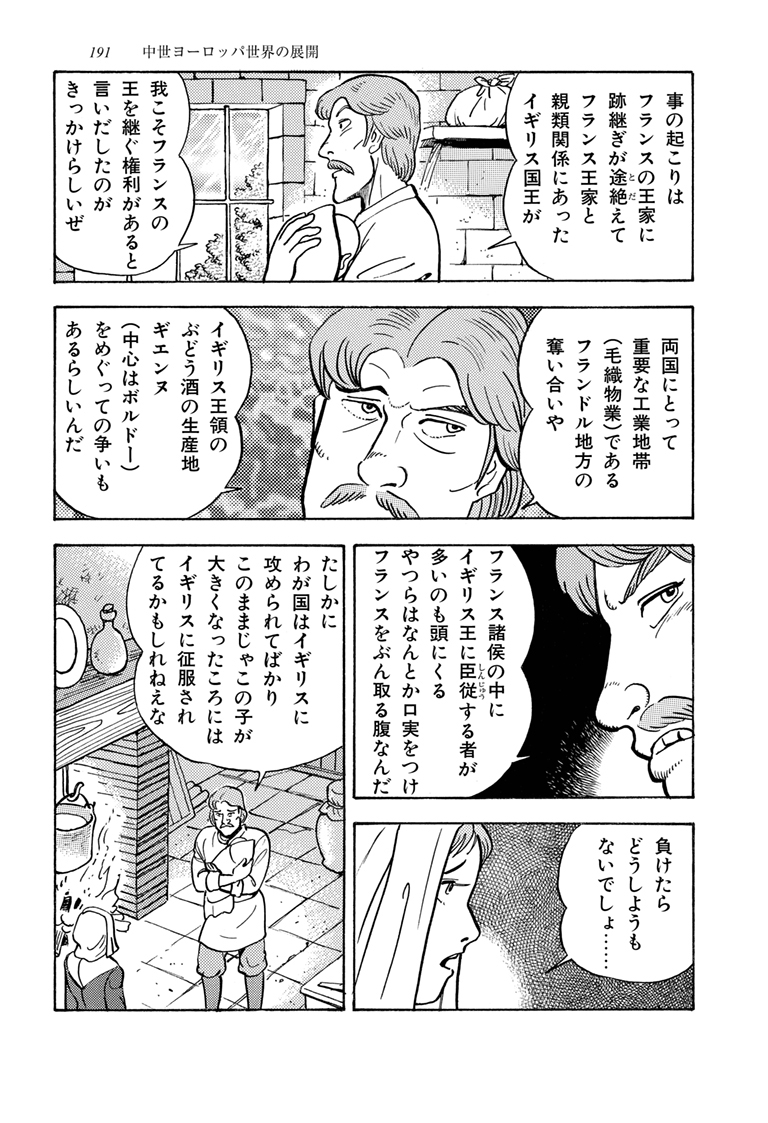 191 中世ヨーロッパ世界の展開
事の起こりは
フランスの王家に
跡継ぎが途絶えて
とだ
フランス王家と
親類関係にあった
イギリス国王が
我こそフランスの
王を継ぐ権利があると
言いだしたのが
きっかけらしいぜ
両国にとって
重要な工業地帯
(毛織物業)である
フランドル地方の
奪い合いや
イギリス王領の
ぶどう酒の生産地
ギエンヌ
(中心はボルドー)
をめぐっての争いも
あるらしいんだ
フランス諸侯の中に
イギリス王に臣従する者が
しんじゅう
多いのも頭にくる
やつらはなんとか口実をつけ
フランスをぶん取る腹なんだ
負けたら
どうしようも
ないでしょ……
たしかに
わが国はイギリスに
攻められてばかり
このままじゃこの子が
大きくなったころには
イギリスに征服され
てるかもしれねえな